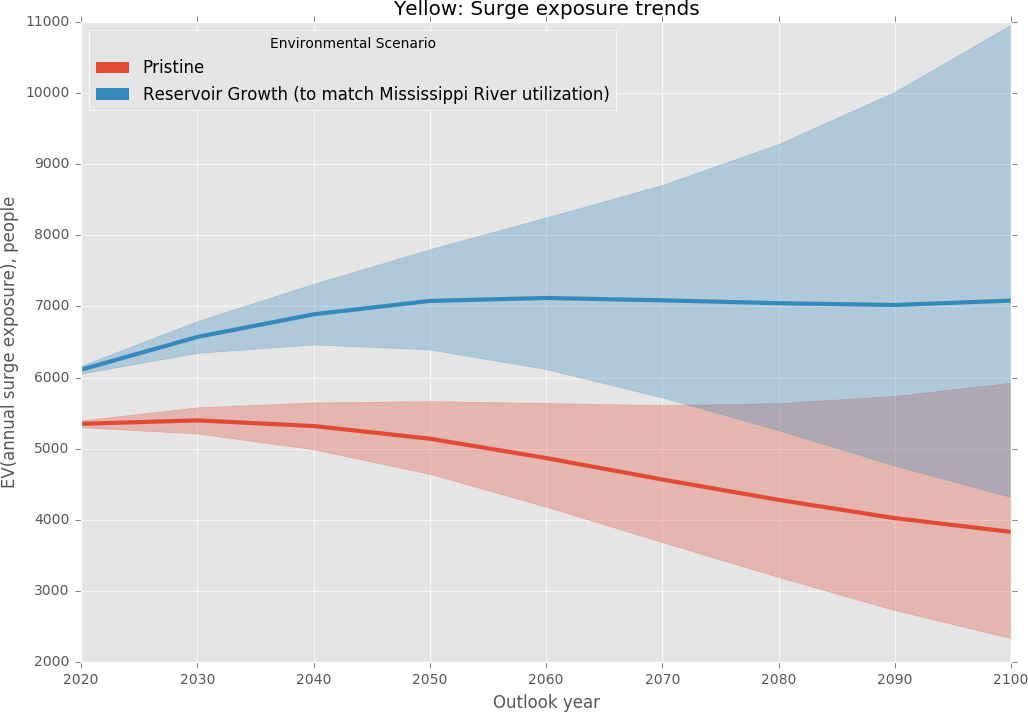 Yellow: Surge exposure trends
11000
10000
9000
8000
7000
6000
5000
4000
3000
2000
EV(annual surge exposure), people
Environmental Scenario
Pristine
Reservoir Growth (to match Mississippi River utilization)
2020 2030 2040 2050 2060 2070 2080 2090 2100
Outlook year